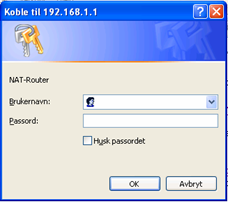 Koble til 192.168.1.1
NAT-Router
Brukernavn:
Passord:
Husk passordet
OK
Avbryt